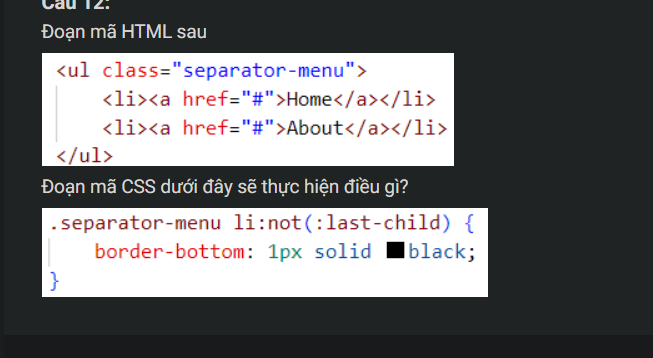 Câu 12:
Đoạn mã HTML sau
<ul class="separator-menu">
<li><a href="#">Home</a></li>
<li><a href="#">About</a></li>
</ul>
Đoạn mã CSS dưới đây sẽ thực hiện điều gì?
.separator-menu li:not(:last-child) {
border-bottom: 1px solid black;
}